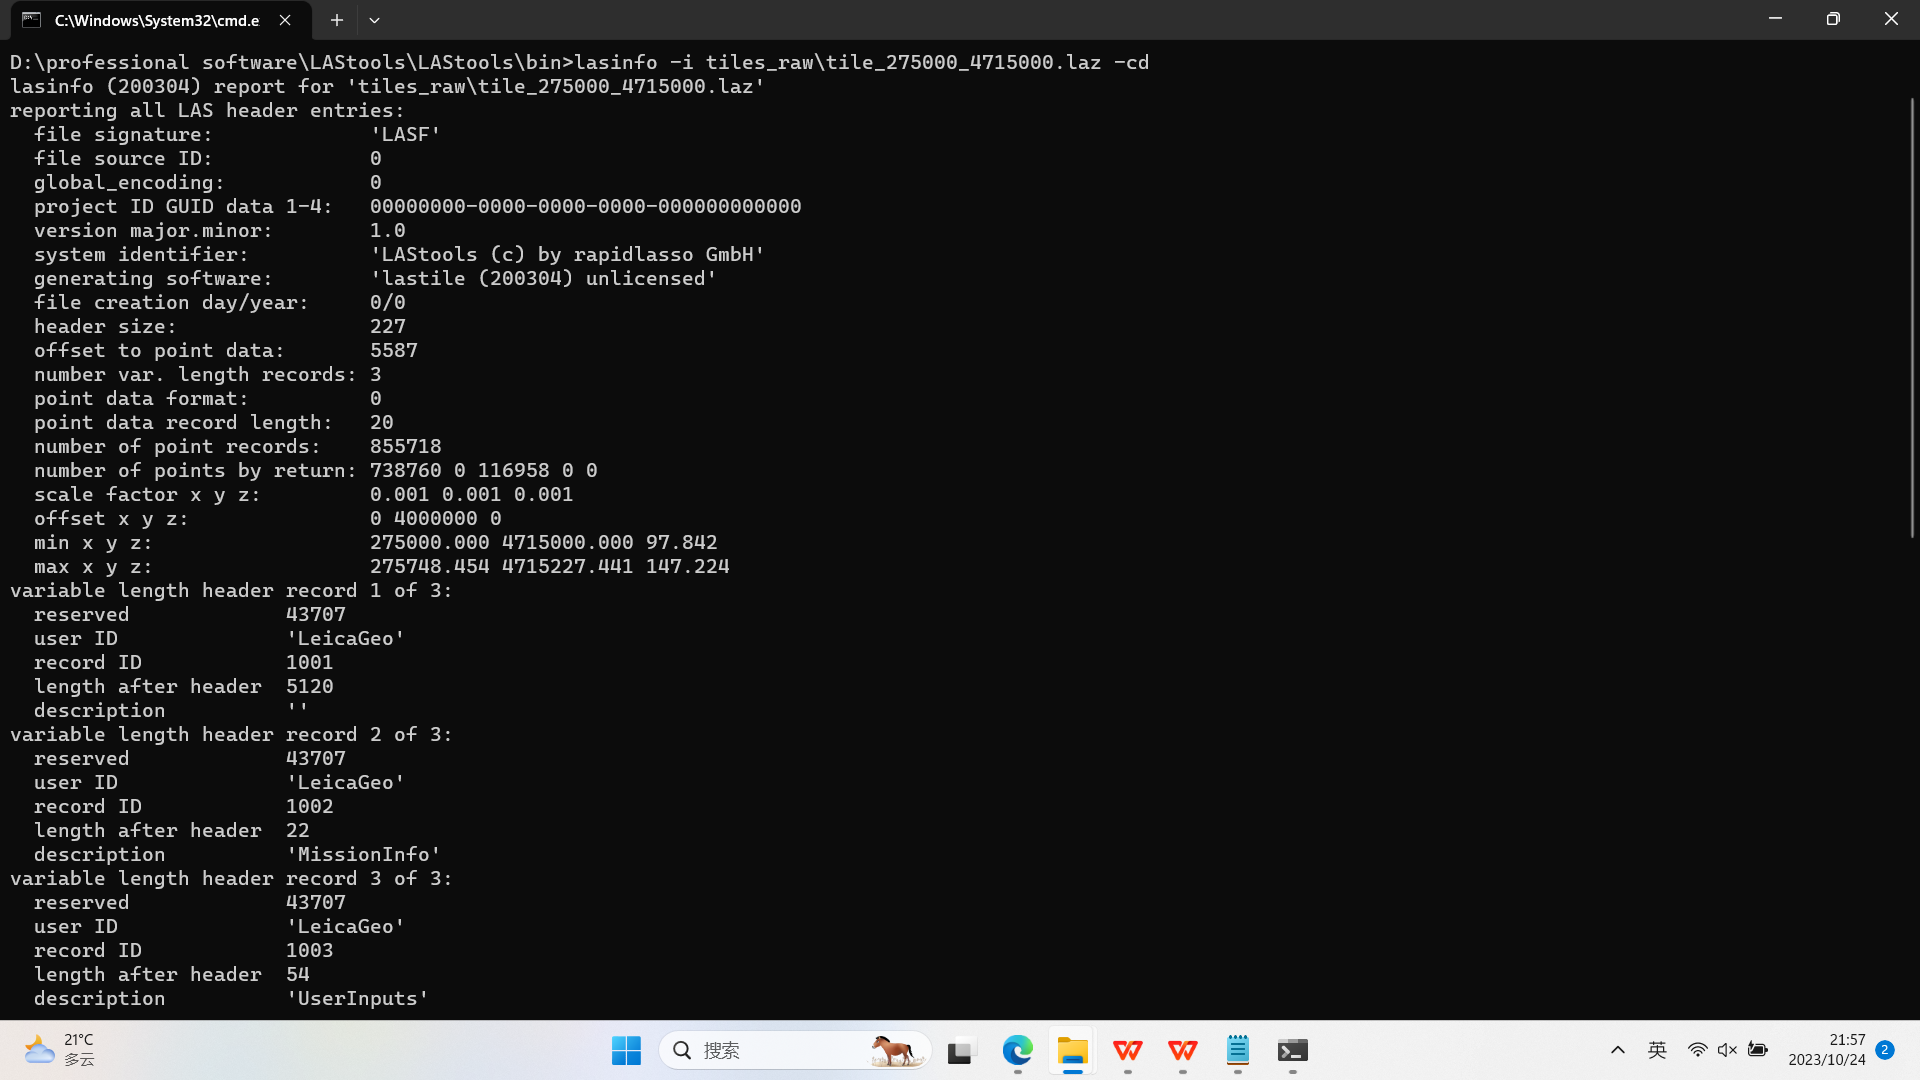 C:\Windows\System32\cmd.e
D:\professional software\LAStools\LAStools\bin>lasinfo -i tiles_raw\tile_275000_4715000.laz -cd
lasinfo (200304) report for 'tiles_raw\tile_275000_4715000.laz'
reporting all LAS header entries:
  file signature:             'LASF'
  file source ID:             0
  global_encoding:            0
  project ID GUID data 1-4:   00000000-0000-0000-0000-000000000000
  version major.minor:        1.0
  system identifier:          'LAStools (c) by rapidlasso GmbH'
  generating software:        'lastile (200304) unlicensed'
  file creation day/year:     0/0
  header size:                227
  offset to point data:       5587
  number var. length records: 3
  point data format:          0
  point data record length:   20
  number of point records:    855718
  number of points by return: 738760 0 116958 0 0
  scale factor x y z:         0.001 0.001 0.001
  offset x y z:               0 4000000 0
  min x y z:                  275000.000 4715000.000 97.842
  max x y z:                  275748.454 4715227.441 147.224
variable length header record 1 of 3:
  reserved             43707
  user ID              'LeicaGeo'
  record ID            1001
  length after header  5120
  description          ''
variable length header record 2 of 3:
  reserved             43707
  user ID              'LeicaGeo'
  record ID            1002
  length after header  22
  description          'MissionInfo'
variable length header record 3 of 3:
  reserved             43707
  user ID              'LeicaGeo'
  record ID            1003
  length after header  54
  description          'UserInputs'
21°C
多云
搜索
英
21:57
2023/10/24
2